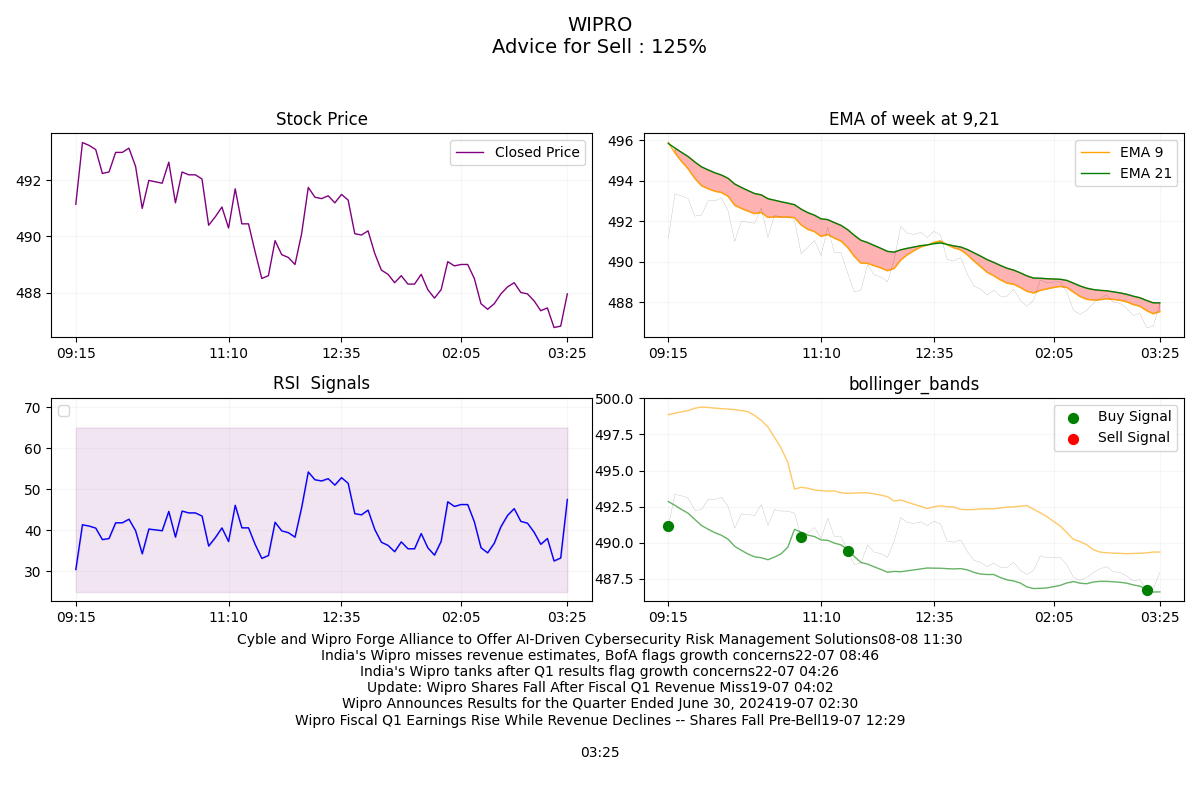 WIPRO
Advice for Sell : 125%
Stock Price
Closed Price
492
490
488
09:15 11:10 12:35 02:05 03:25
EMA of week at 9,21
EMA 9
EMA 21
496
494
492
490
488
09:15 11:10 12:35 02:05 03:25
RSI  Signals
70
60
50
40
30
09:15 11:10 12:35 02:05 03:25
bollinger_bands
Buy Signal
Sell Signal
500.0
497.5
495.0
492.5
490.0
487.5
09:15 11:10 12:35 02:05 03:25
Cyble and Wipro Forge Alliance to Offer AI-Driven Cybersecurity Risk Management Solutions08-08 11:30
India's Wipro misses revenue estimates, BofA flags growth concerns22-07 08:46
India's Wipro tanks after Q1 results flag growth concerns22-07 04:26
Update: Wipro Shares Fall After Fiscal Q1 Revenue Miss19-07 04:02
Wipro Announces Results for the Quarter Ended June 30, 202419-07 02:30
Wipro Fiscal Q1 Earnings Rise While Revenue Declines -- Shares Fall Pre-Bell19-07 12:29
03:25